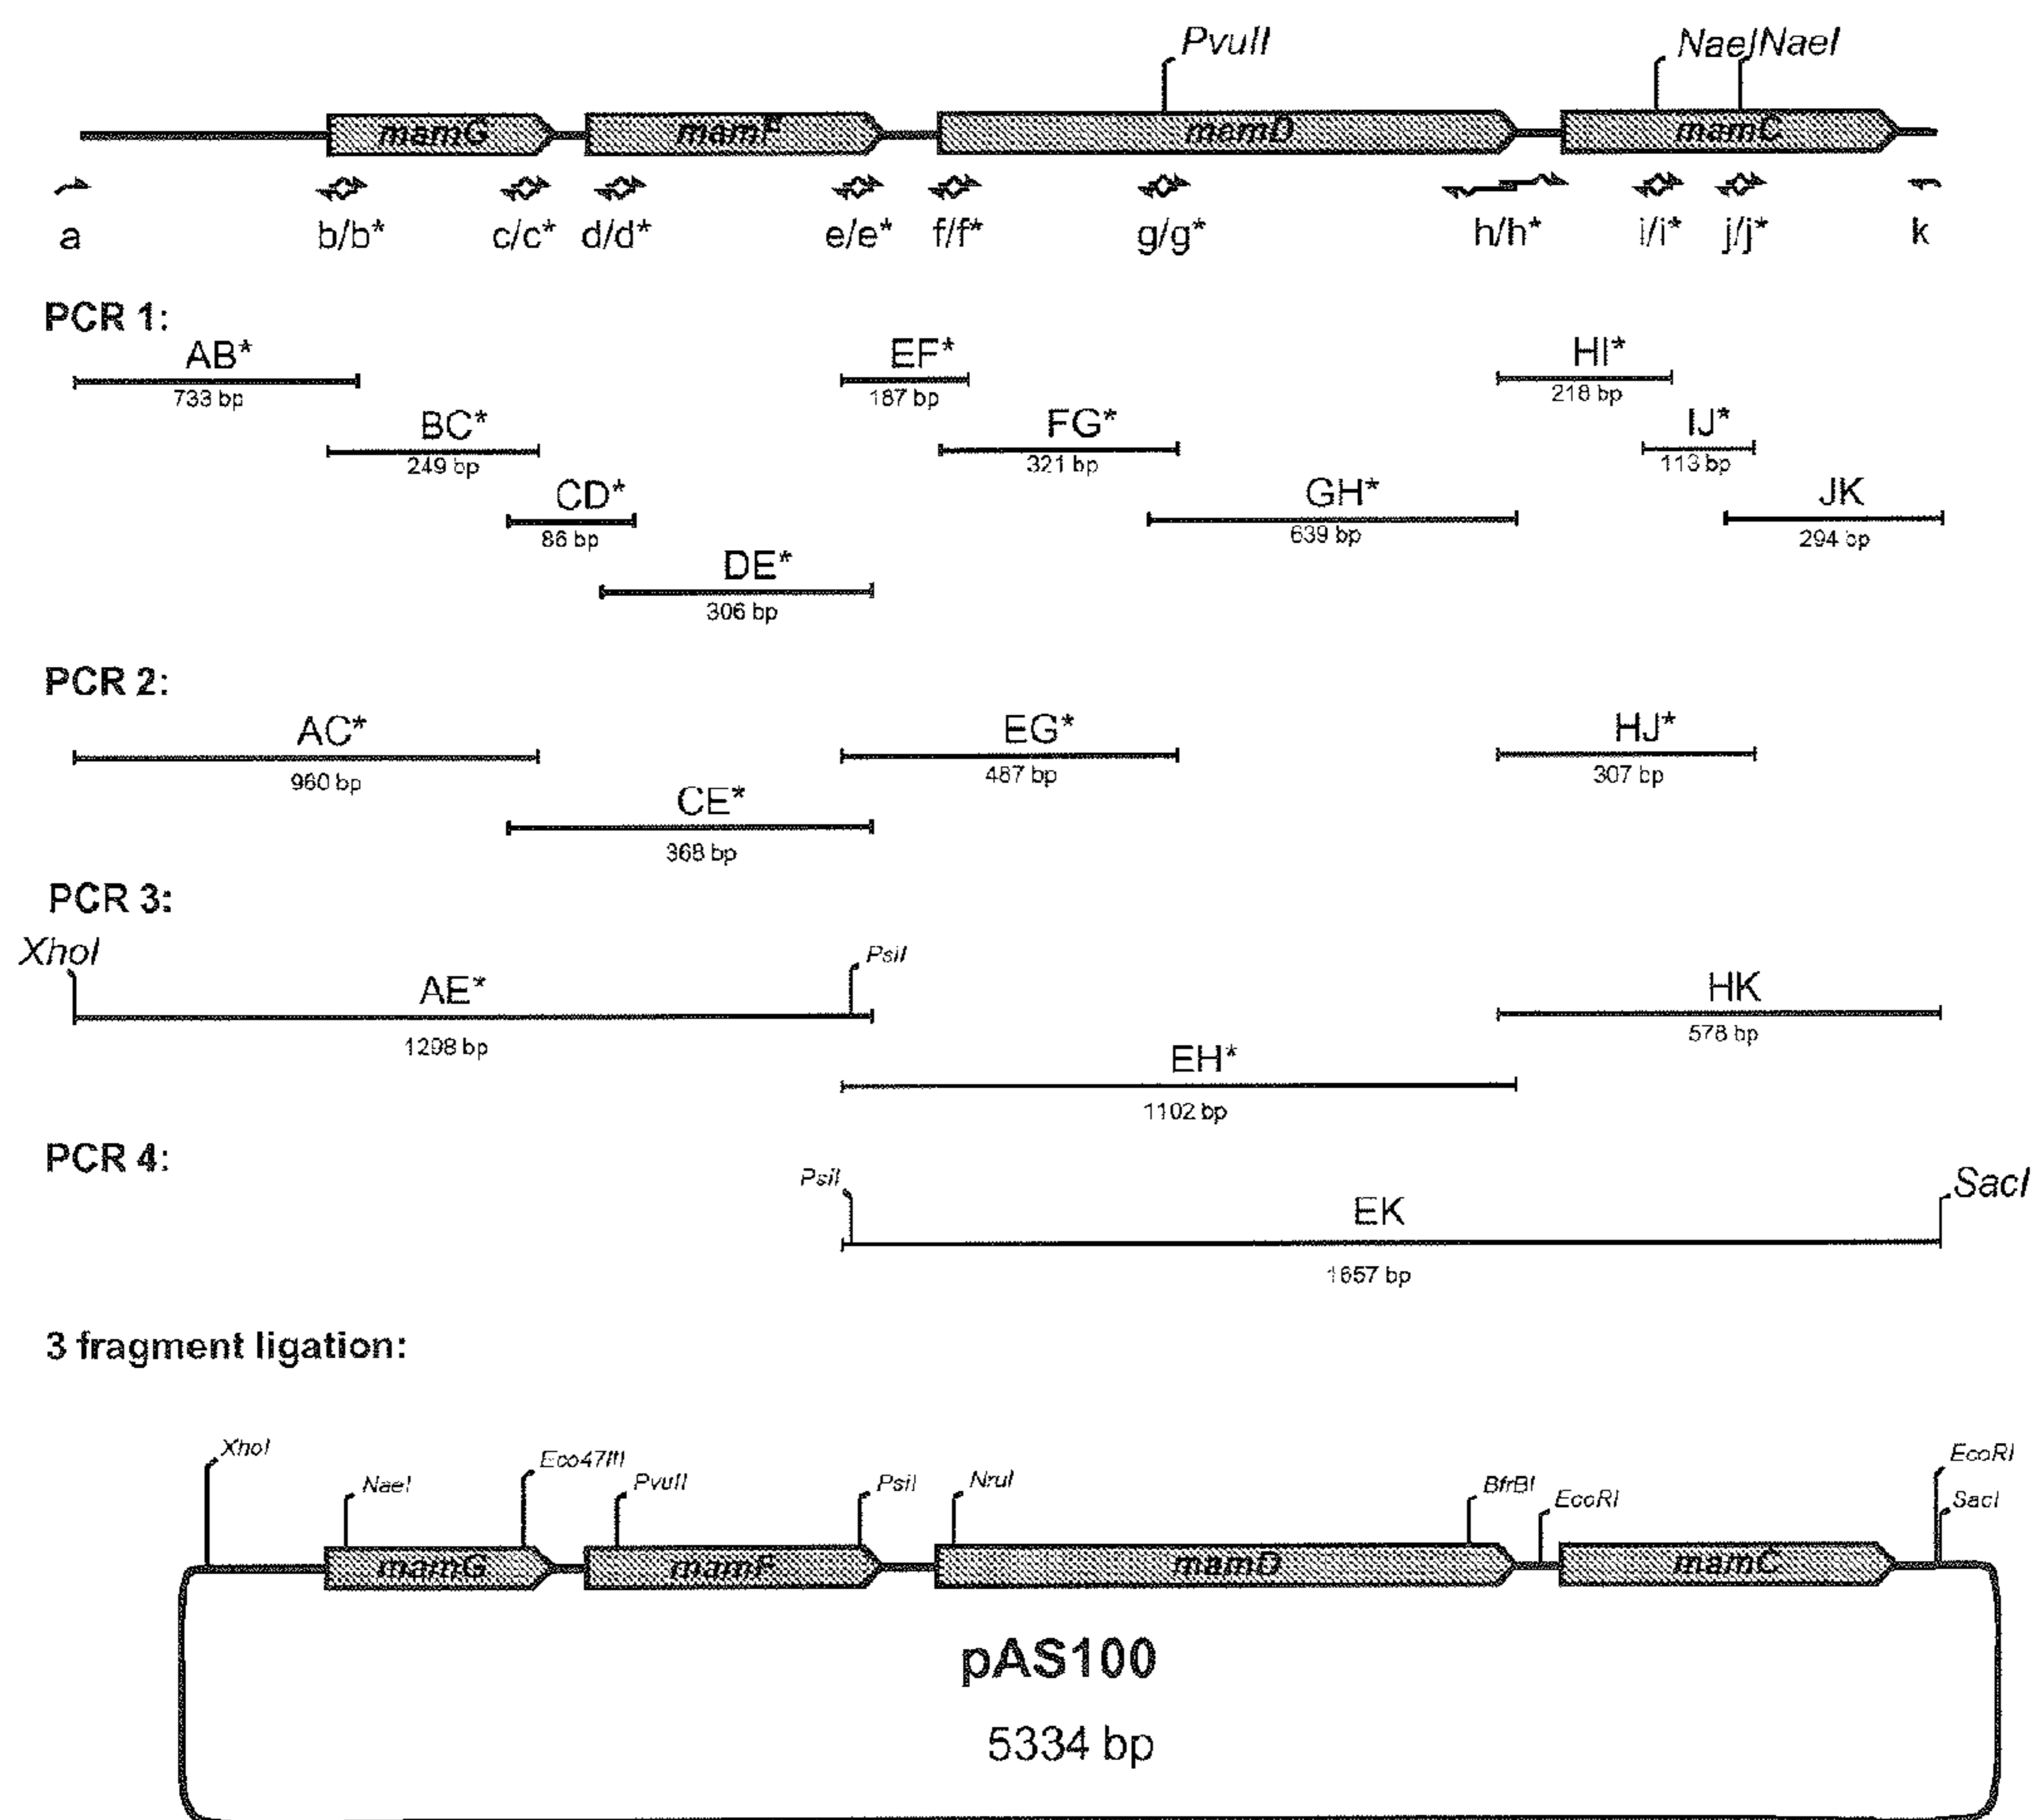 PvuII NaeI NaeI
mamG mamF mamD mamC
a b/b* c/c* d/d* e/e* f/f* g/g* h/h* i/i* j/j* k
PCR 1:
AB* EF* HI*
733 bp 187 bp 218 bp
BC* FG* IJ*
249 bp 321 bp 113 bp
CD* GH* JK
86 bp 639 bp 294 bp
DE*
306 bp
PCR 2:
AC* EG* HJ*
960 bp 487 bp 307 bp
CE*
368 bp
PCR 3:
XhoI PsiI
AE* HK
1298 bp 578 bp
EH*
1102 bp
PCR 4:
PsiI SacI
EK
1657 bp
3 fragment ligation:
XhoI Eco47III EcoRI
NaeI PvuII PsiI NruI BfrBI EcoRI SacI
mamG mamF mamD mamC
pAS100
5334 bp